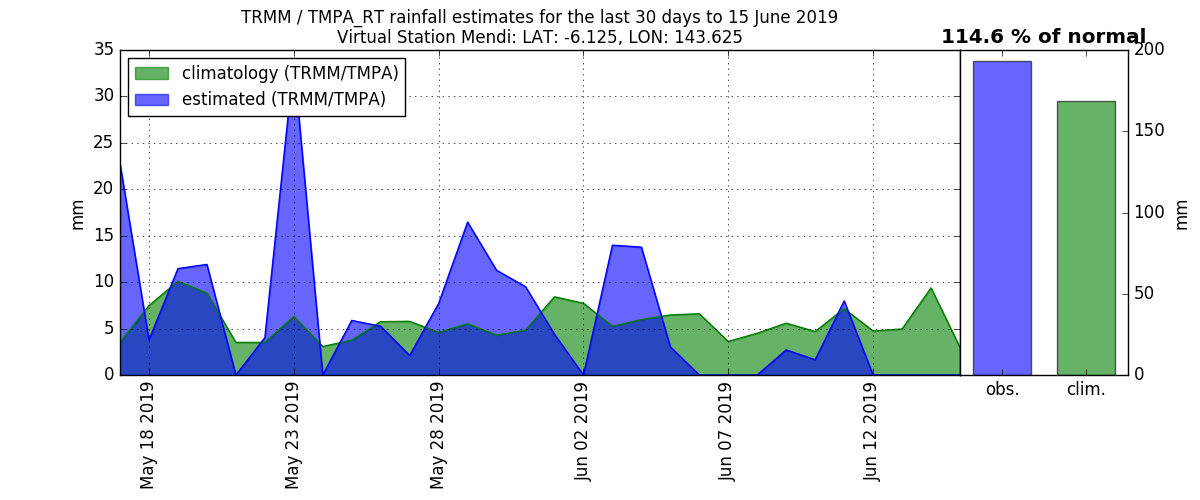 TRMM / TMPA_RT rainfall estimates for the last 30 days to 15 June 2019
Virtual Station Mendi: LAT: -6.125, LON: 143.625
114.6 % of normal
climatology (TRMM/TMPA)
estimated (TRMM/TMPA)
35
30
25
20
15
10
5
0
mm
May 18 2019
May 23 2019
May 28 2019
Jun 02 2019
Jun 07 2019
Jun 12 2019
200
150
100
50
0
mm
obs.
clim.